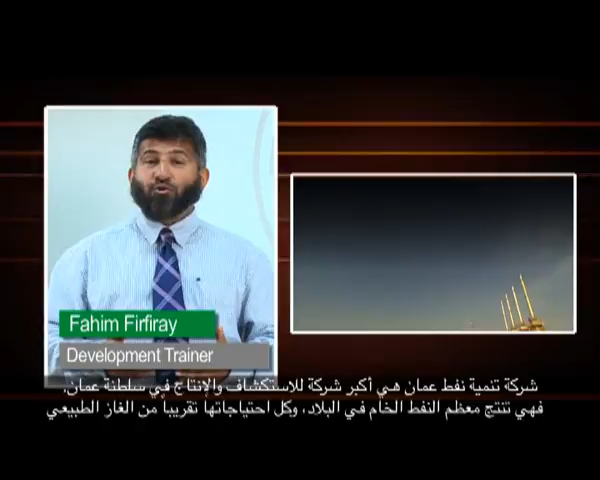 Fahim Firfiray
Development Trainer
شركة تنمية نفط عمان هي أكبر شركة للاستكشاف والإنتاج في سلطنة عمان.
فهي تنتج معظم النفط الخام في البلاد، وكل احتياجاتها تقريباً من الغاز الطبيعي